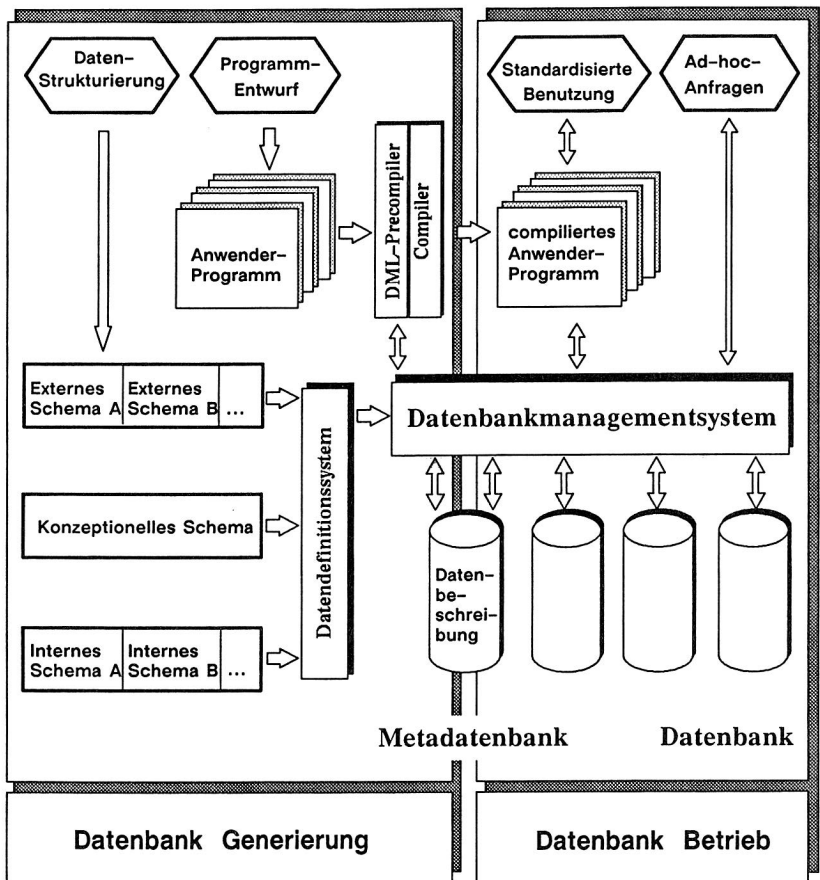 Daten-
Strukturierung
Programm-
Entwurf
Standardisierte
Benutzung
Ad-hoc-
Anfragen
Anwender-
Programm
DML-Precompiler
Compiler
compiliertes
Anwender-
Programm
Externes
Schema A
Externes
Schema B
...
Datenbankmanagementsystem
Konzeptionelles Schema
Datendefinitionssystem
Internes
Schema A
Internes
Schema B
...
Daten-
be-
schrei-
bung
Metadatenbank
Datenbank
Datenbank Generierung
Datenbank Betrieb